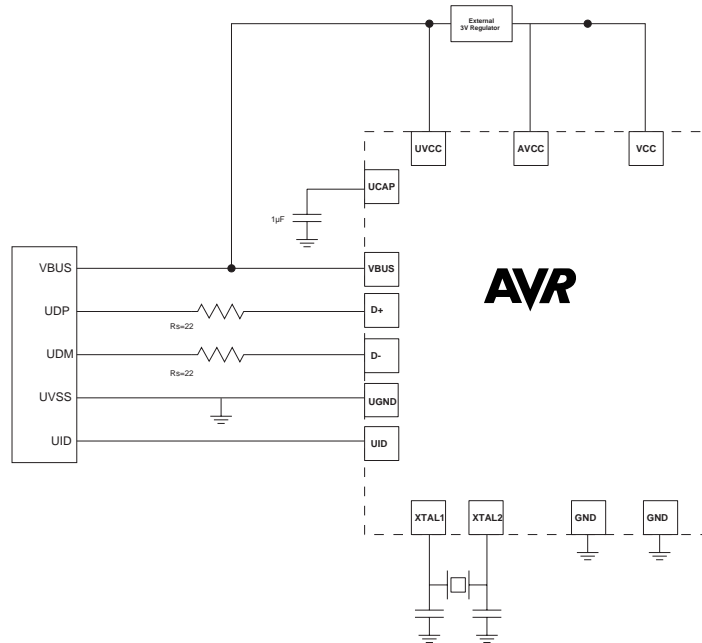 External
3V Regulator
UVCC
AVCC
VCC
UCAP
1µF
VBUS
VBUS
AVR
UDP
D+
Rs=22
UDM
D-
Rs=22
UVSS
UGND
UID
UID
XTAL1
XTAL2
GND
GND